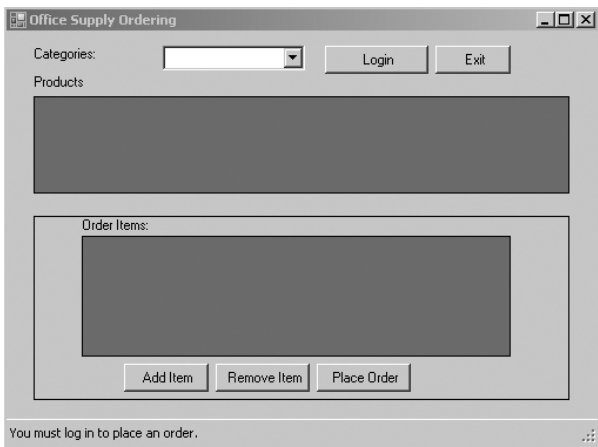 Office Supply Ordering
Categories:
Login
Exit
Products
Order Items:
Add Item
Remove Item
Place Order
You must log in to place an order.